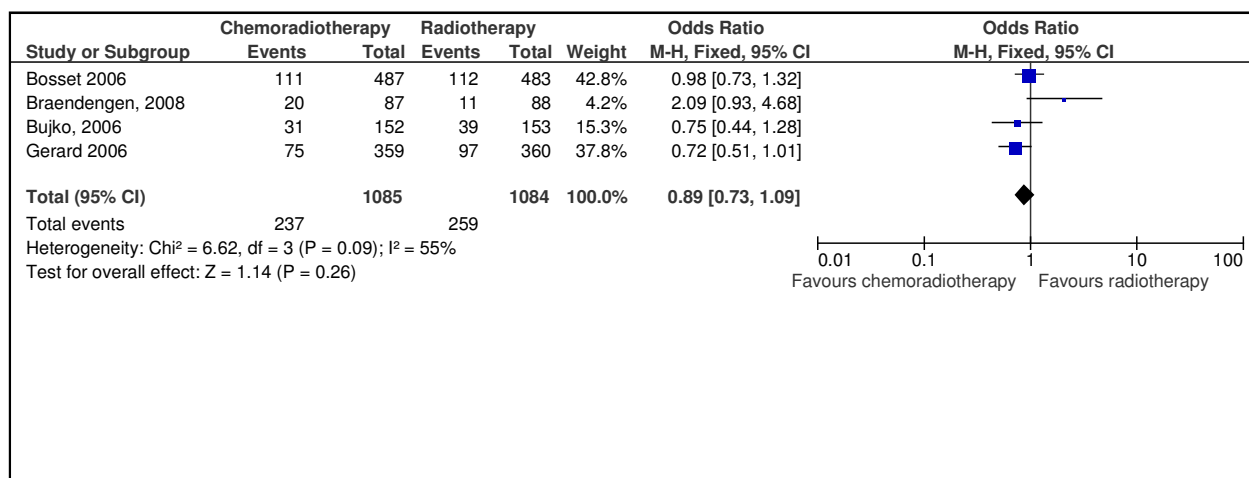 Chemoradiotherapy Radiotherapy Odds Ratio Odds Ratio
Study or Subgroup Events Total Events Total Weight M-H, Fixed, 95% CI M-H, Fixed, 95% CI
Bosset 2006 111 487 112 483 42.8% 0.98 [0.73, 1.32]
Braendengen, 2008 20 87 11 88 4.2% 2.09 [0.93, 4.68]
Bujko, 2006 31 152 39 153 15.3% 0.75 [0.44, 1.28]
Gerard 2006 75 359 97 360 37.8% 0.72 [0.51, 1.01]
Total (95% CI) 1085 1084 100.0% 0.89 [0.73, 1.09]
Total events 237 259
Heterogeneity: Chi² = 6.62, df = 3 (P = 0.09); I² = 55%
Test for overall effect: Z = 1.14 (P = 0.26)
0.01 0.1 1 10 100
Favours chemoradiotherapy Favours radiotherapy